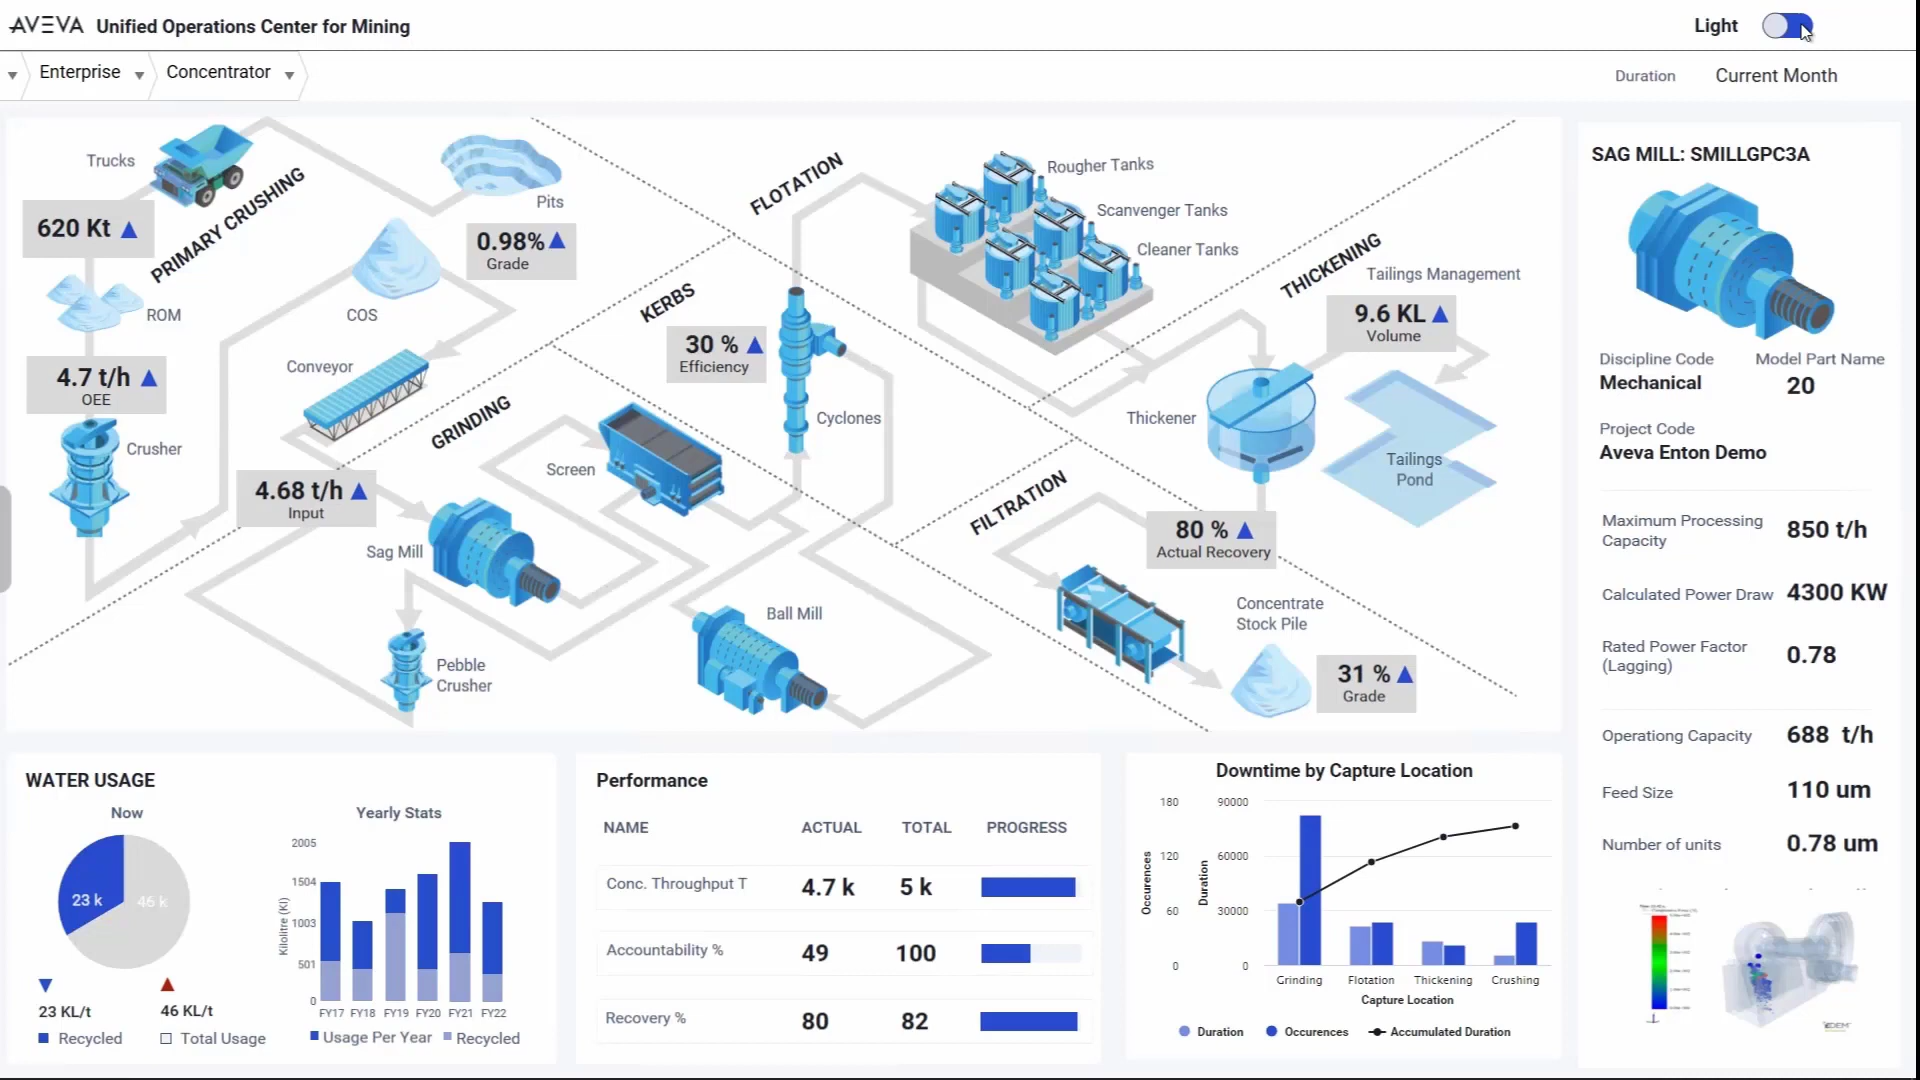 AVEVA Unified Operations Center for Mining
Light
Enterprise
Concentrator
Duration
Current Month
Trucks
620 Kt
PRIMARY CRUSHING
Pits
0.98%
Grade
ROM
COS
4.7 t/h
OEE
Crusher
Conveyor
4.68 t/h
Input
GRINDING
Sag Mill
Pebble
Crusher
Screen
Ball Mill
KERBS
30 %
Efficiency
Cyclones
FLOTATION
Rougher Tanks
Scanvenger Tanks
Cleaner Tanks
THICKENING
Tailings Management
9.6 KL
Volume
Thickener
Tailings
Pond
FILTRATION
80 %
Actual Recovery
Concentrate
Stock Pile
31 %
Grade
SAG MILL: SMILLGPC3A
Discipline Code
Mechanical
Model Part Name
20
Project Code
Aveva Enton Demo
Maximum Processing
Capacity
850 t/h
Calculated Power Draw
4300 KW
Rated Power Factor
(Lagging)
0.78
Operationg Capacity
688 t/h
Feed Size
110 um
Number of units
0.78 um
EDEM
WATER USAGE
Now
23 k
46 k
23 KL/t
46 KL/t
Recycled
Total Usage
Yearly Stats
Kilolitre (Kl)
2005
1504
1003
501
0
FY17 FY18 FY19 FY20 FY21 FY22
Usage Per Year
Recycled
Performance
NAME ACTUAL TOTAL PROGRESS
Conc. Throughput T 4.7 k 5 k
Accountability % 49 100
Recovery % 80 82
Downtime by Capture Location
Occurences
180
120
60
0
Duration
90000
60000
30000
0
Grinding Flotation Thickening Crushing
Capture Location
Duration
Occurences
Accumulated Duration